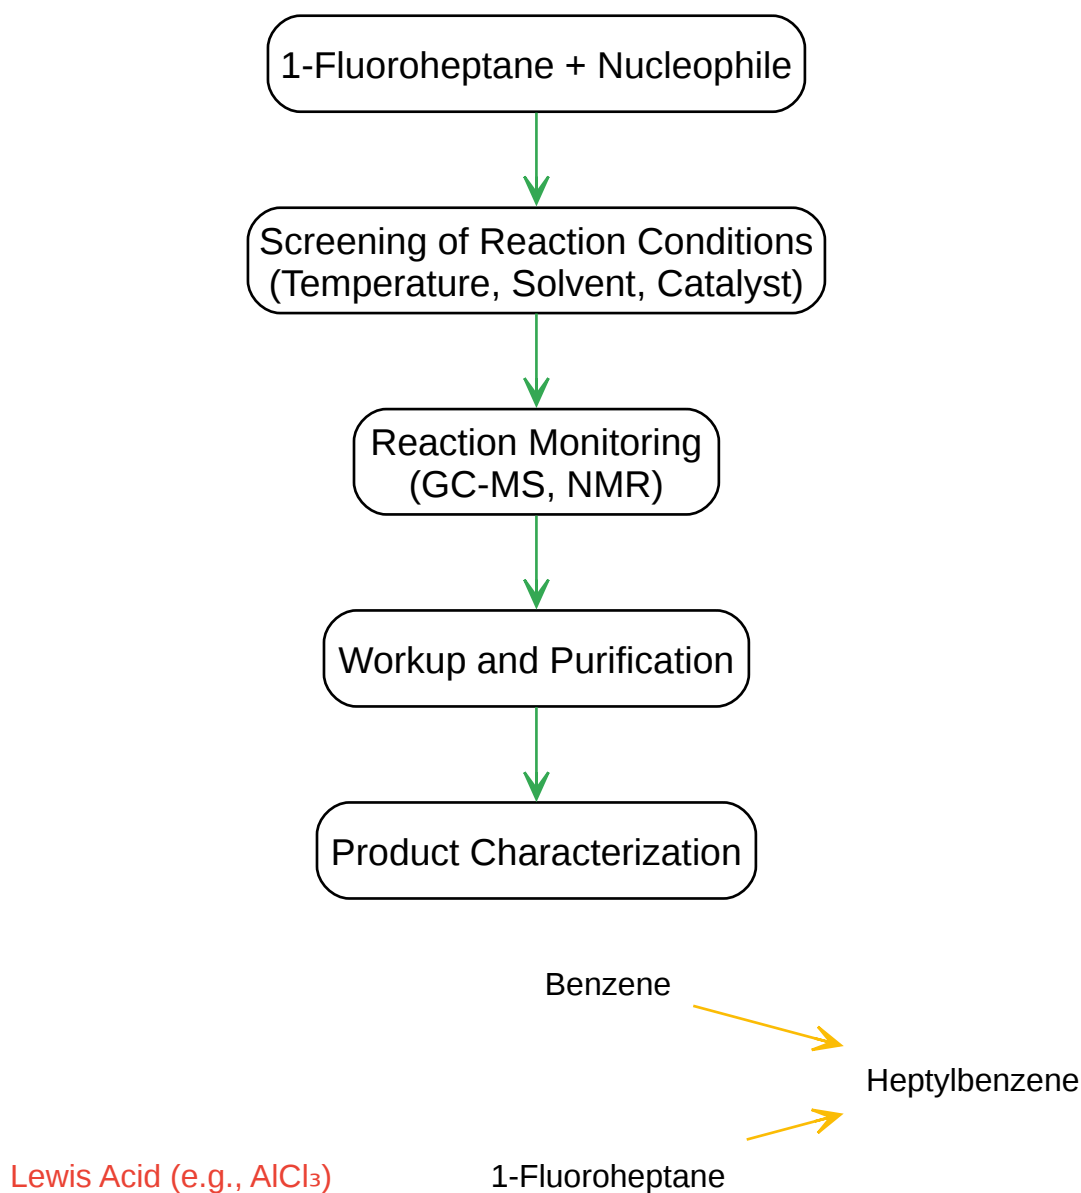 1-Fluoroheptane + Nucleophile
Screening of Reaction Conditions
(Temperature, Solvent, Catalyst)
Reaction Monitoring
(GC-MS, NMR)
Workup and Purification
Product Characterization
Benzene
Heptylbenzene
Lewis Acid (e.g., AlCl₃)
1-Fluoroheptane